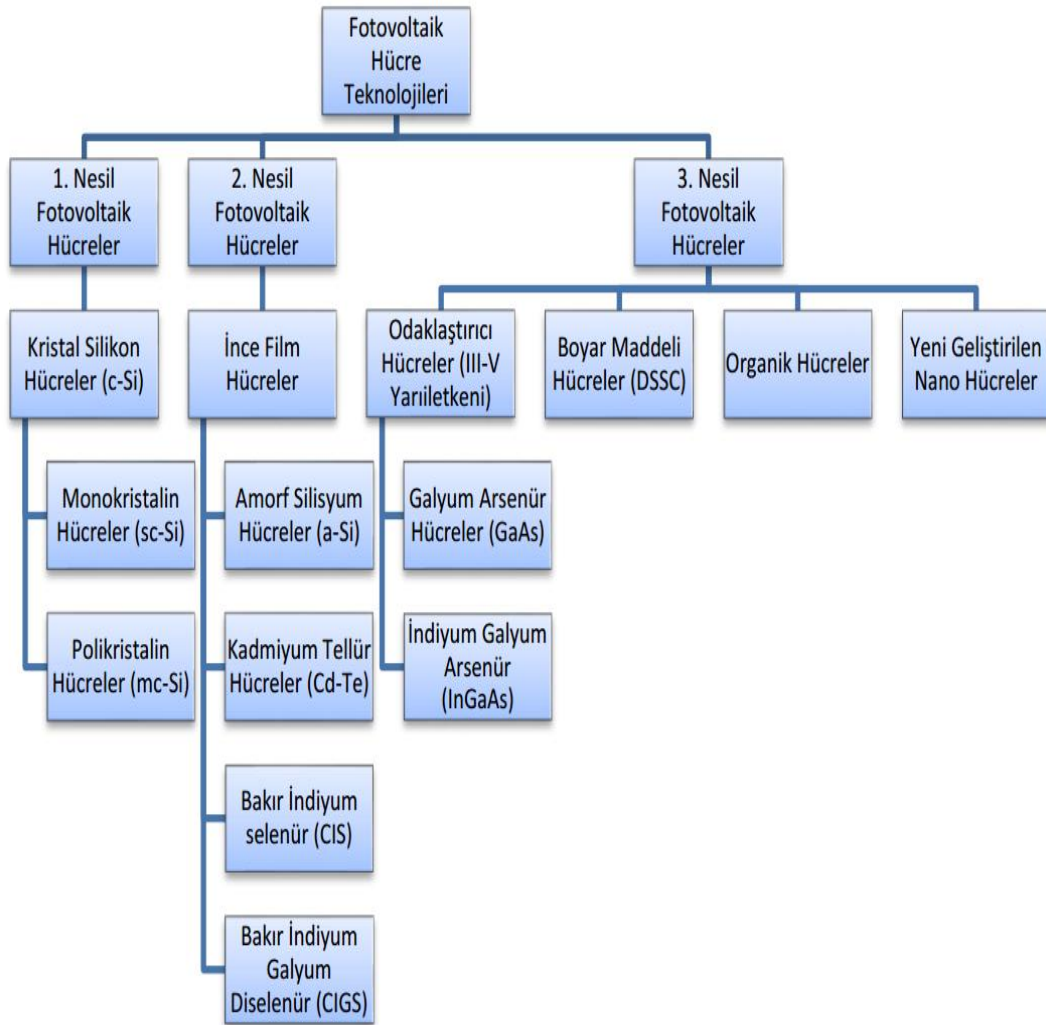 Fotovoltaik
Hücre
Teknolojileri
1. Nesil
Fotovoltaik
Hücreler
2. Nesil
Fotovoltaik
Hücreler
3. Nesil
Fotovoltaik
Hücreler
Kristal Silikon
Hücreler (c-Si)
İnce Film
Hücreler
Odaklaştırıcı
Hücreler (III-V
Yarıiletkeni)
Boyar Maddeli
Hücreler (DSSC)
Organik Hücreler
Yeni Geliştirilen
Nano Hücreler
Monokristalin
Hücreler (sc-Si)
Amorf Silisyum
Hücreler (a-Si)
Galyum Arsenür
Hücreler (GaAs)
Polikristalin
Hücreler (mc-Si)
Kadmiyum Tellür
Hücreler (Cd-Te)
İndiyum Galyum
Arsenür
(InGaAs)
Bakır İndiyum
selenür (CIS)
Bakır İndiyum
Galyum
Diselenür (CIGS)